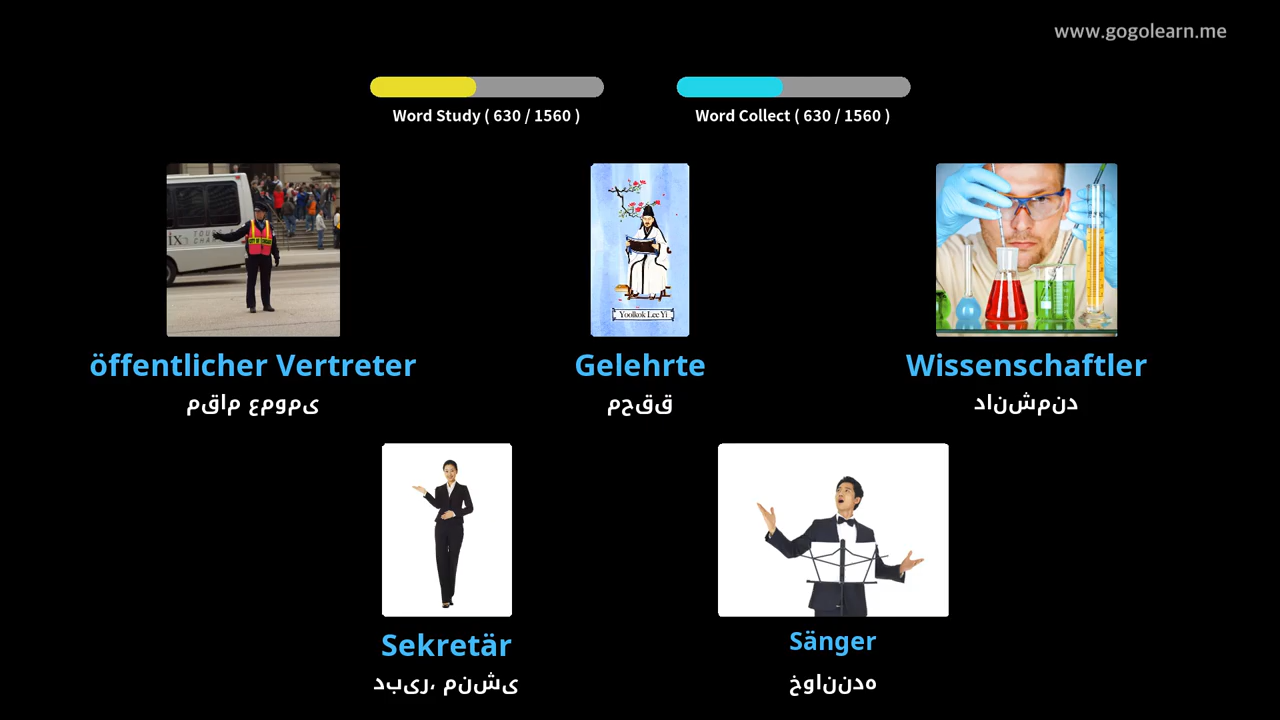 www.gogolearn.me
Word Study ( 630 / 1560 )
Word Collect ( 630 / 1560 )
Yoolkok Lee Yi
öffentlicher Vertreter
Gelehrte
Wissenschaftler
مقام عمومی
محقق
دانشمند
Sekretär
Sänger
دبیر، منشی
خواننده